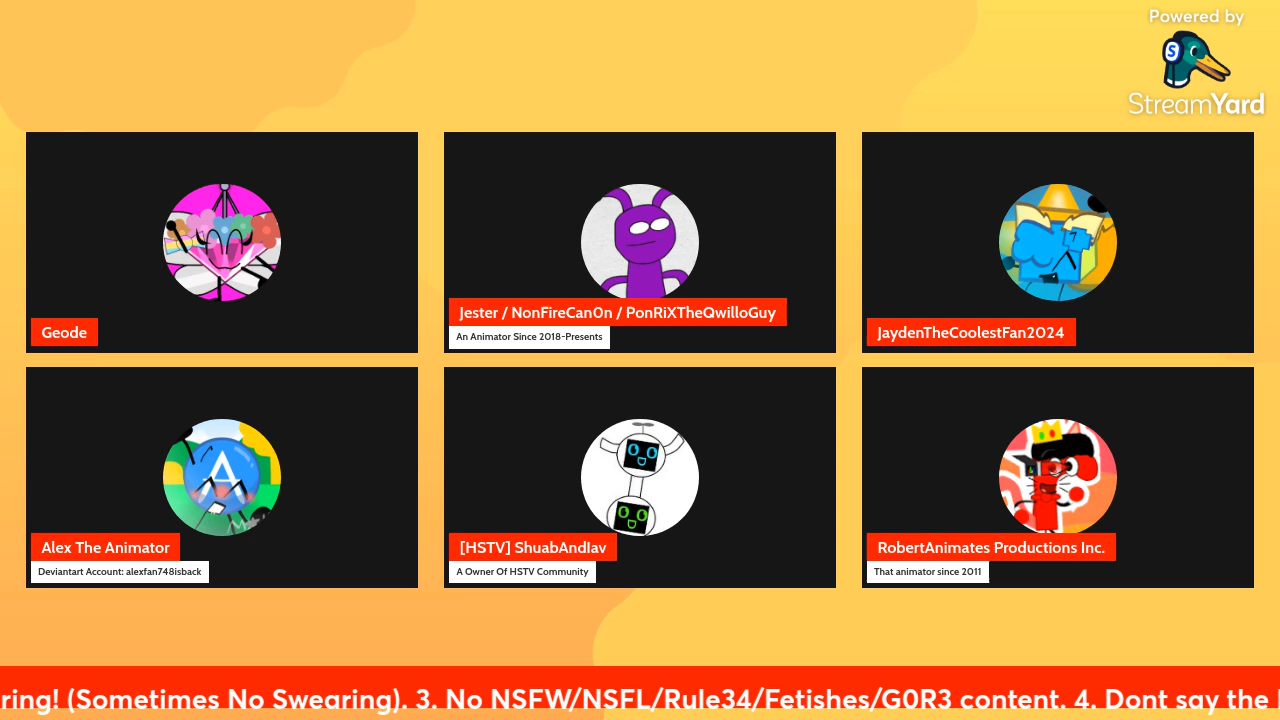 Powered by
S
StreamYard
Geode
Jester / NonFireCan0n / PonRiXTheQwilloGuy
An Animator Since 2018-Presents
JaydenTheCoolestFan2024
A
Alex The Animator
Deviantart Account: alexfan748isback
[HSTV] ShuabAndIav
A Owner Of HSTV Community
RobertAnimates Productions Inc.
That animator since 2011
ring! (Sometimes No Swearing). 3. No NSFW/NSFL/Rule34/Fetishes/G0R3 content. 4. Dont say the